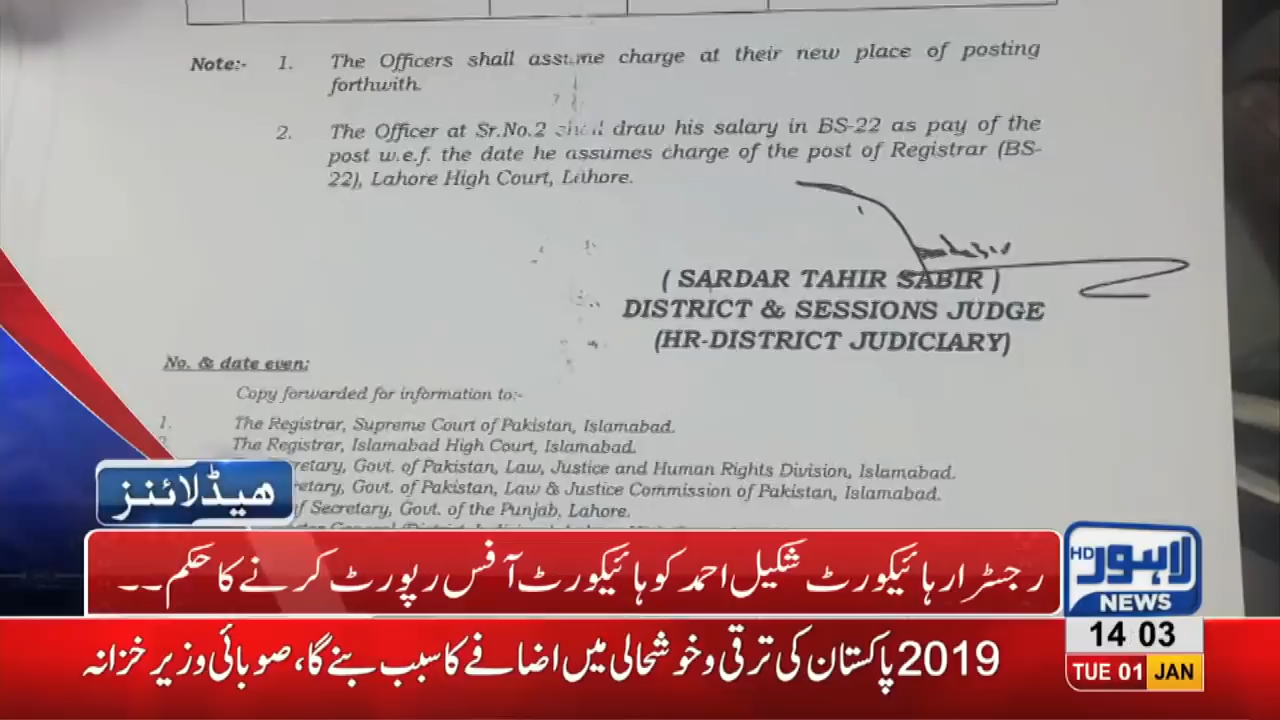 Note:- 1. The Officers shall assume charge at their new place of posting
forthwith.
2. The Officer at Sr.No.2 shall draw his salary in BS-22 as pay of the
post w.e.f. the date he assumes charge of the post of Registrar (BS-
22), Lahore High Court, Lahore.
( SARDAR TAHIR SABIR )
DISTRICT & SESSIONS JUDGE
(HR-DISTRICT JUDICIARY)
No. & date even:
Copy forwarded for information to:-
1. The Registrar, Supreme Court of Pakistan, Islamabad.
2. The Registrar, Islamabad High Court, Islamabad.
retary, Govt. of Pakistan, Law, Justice and Human Rights Division, Islamabad.
retary, Govt. of Pakistan, Law & Justice Commission of Pakistan, Islamabad.
f Secretary, Govt. of the Punjab, Lahore.
ھیڈلائنز
رجسٹرار ہائیکورٹ شکیل احمد کو ہائیکورٹ آفس رپورٹ کرنے کا حکم۔۔
HD لاہور
NEWS
14 03
TUE 01 JAN
2019 پاکستان کی ترقی و خوشحالی میں اضافے کا سبب بنے گا، صوبائی وزیر خزانہ